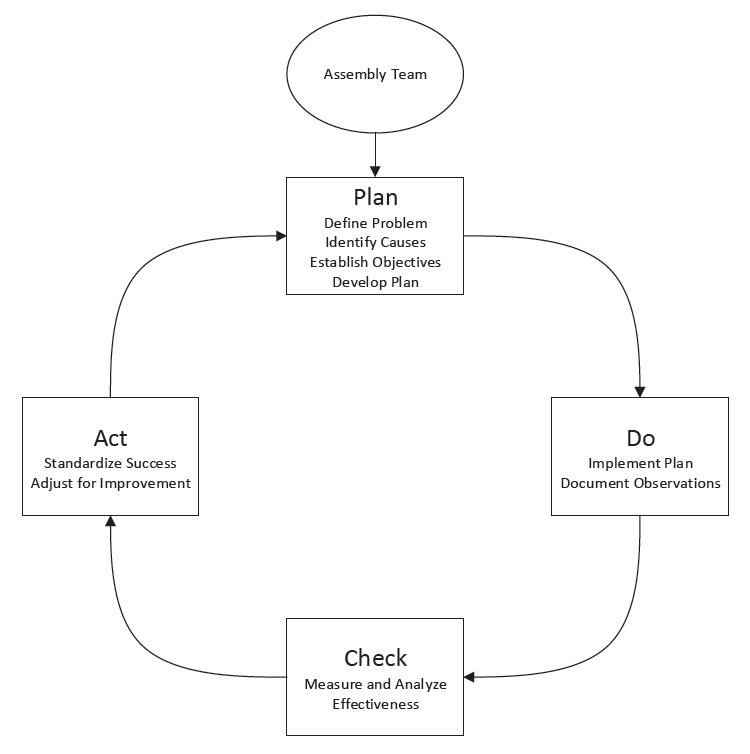 Assembly Team
Plan
Define Problem
Identify Causes
Establish Objectives
Develop Plan
Act
Standardize Success
Adjust for Improvement
Do
Implement Plan
Document Observations
Check
Measure and Analyze
Effectiveness